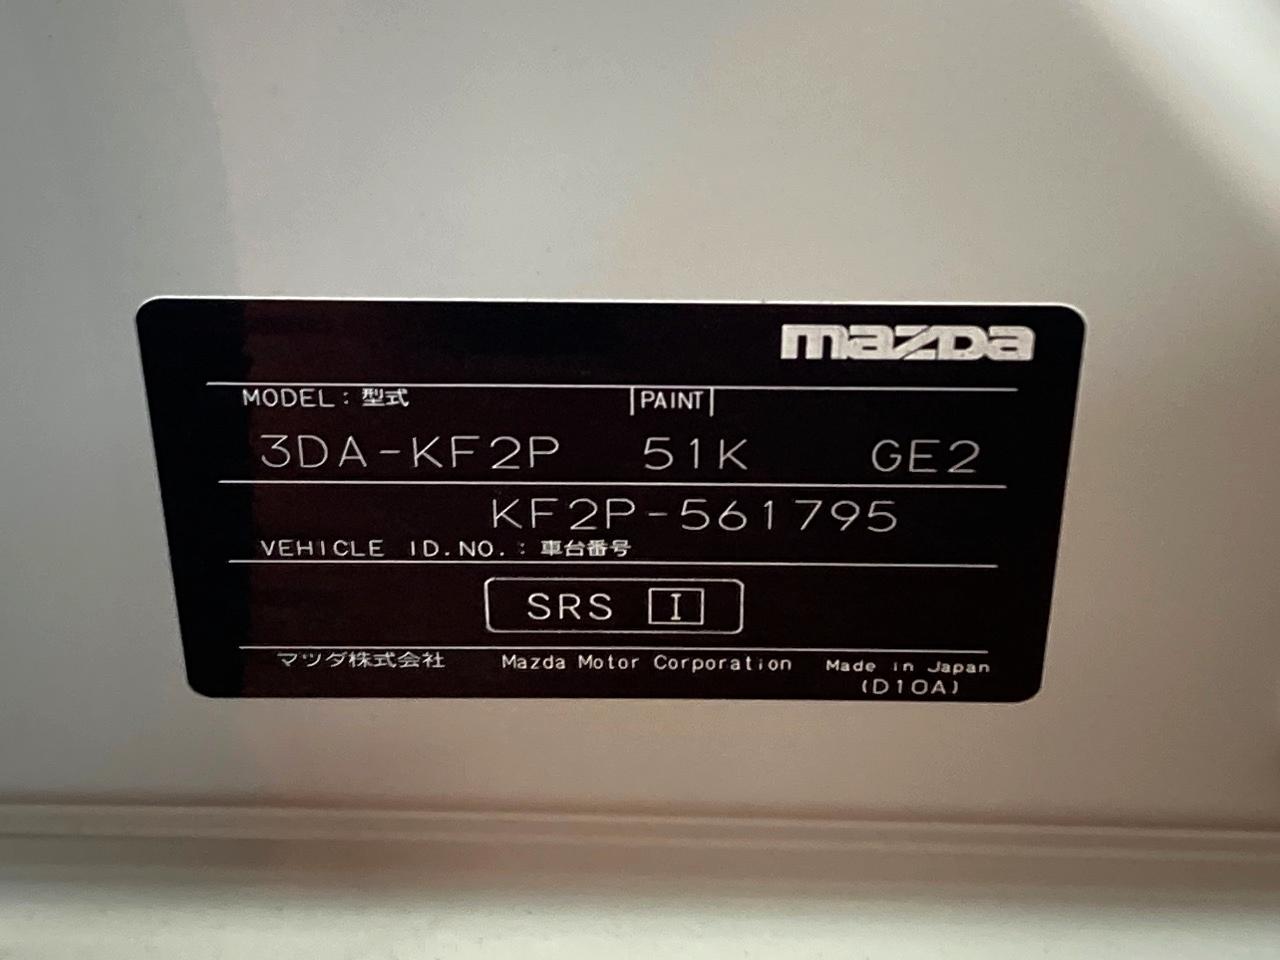 mazda
MODEL: 型式 PAINT
3DA-KF2P 51K GE2
KF2P-561795
VEHICLE ID.NO.: 車台番号
SRS I
マツダ株式会社 Mazda Motor Corporation Made in Japan
(D10A)